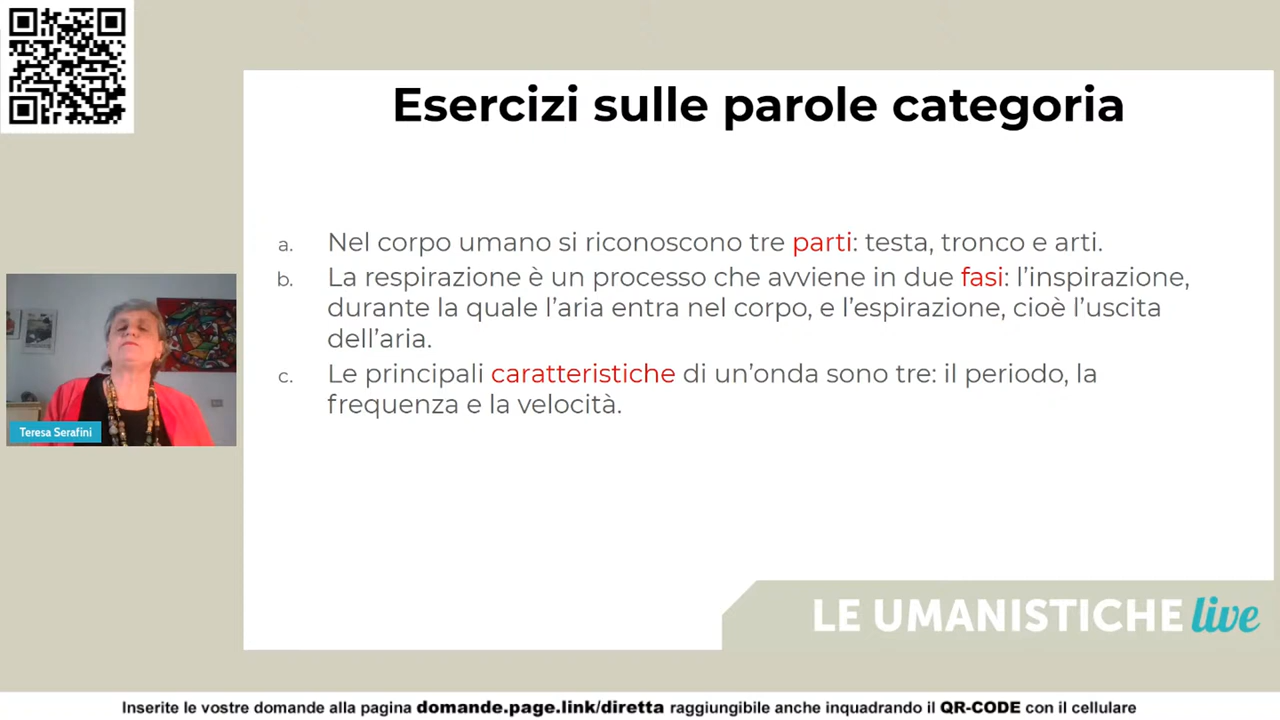 Esercizi sulle parole categoria
a. Nel corpo umano si riconoscono tre parti: testa, tronco e arti.
b. La respirazione è un processo che avviene in due fasi: l’inspirazione,
durante la quale l’aria entra nel corpo, e l’espirazione, cioè l’uscita
dell’aria.
c. Le principali caratteristiche di un’onda sono tre: il periodo, la
frequenza e la velocità.
Teresa Serafini
LE UMANISTICHE live
Inserite le vostre domande alla pagina domande.page.link/diretta raggiungibile anche inquadrando il QR-CODE con il cellulare